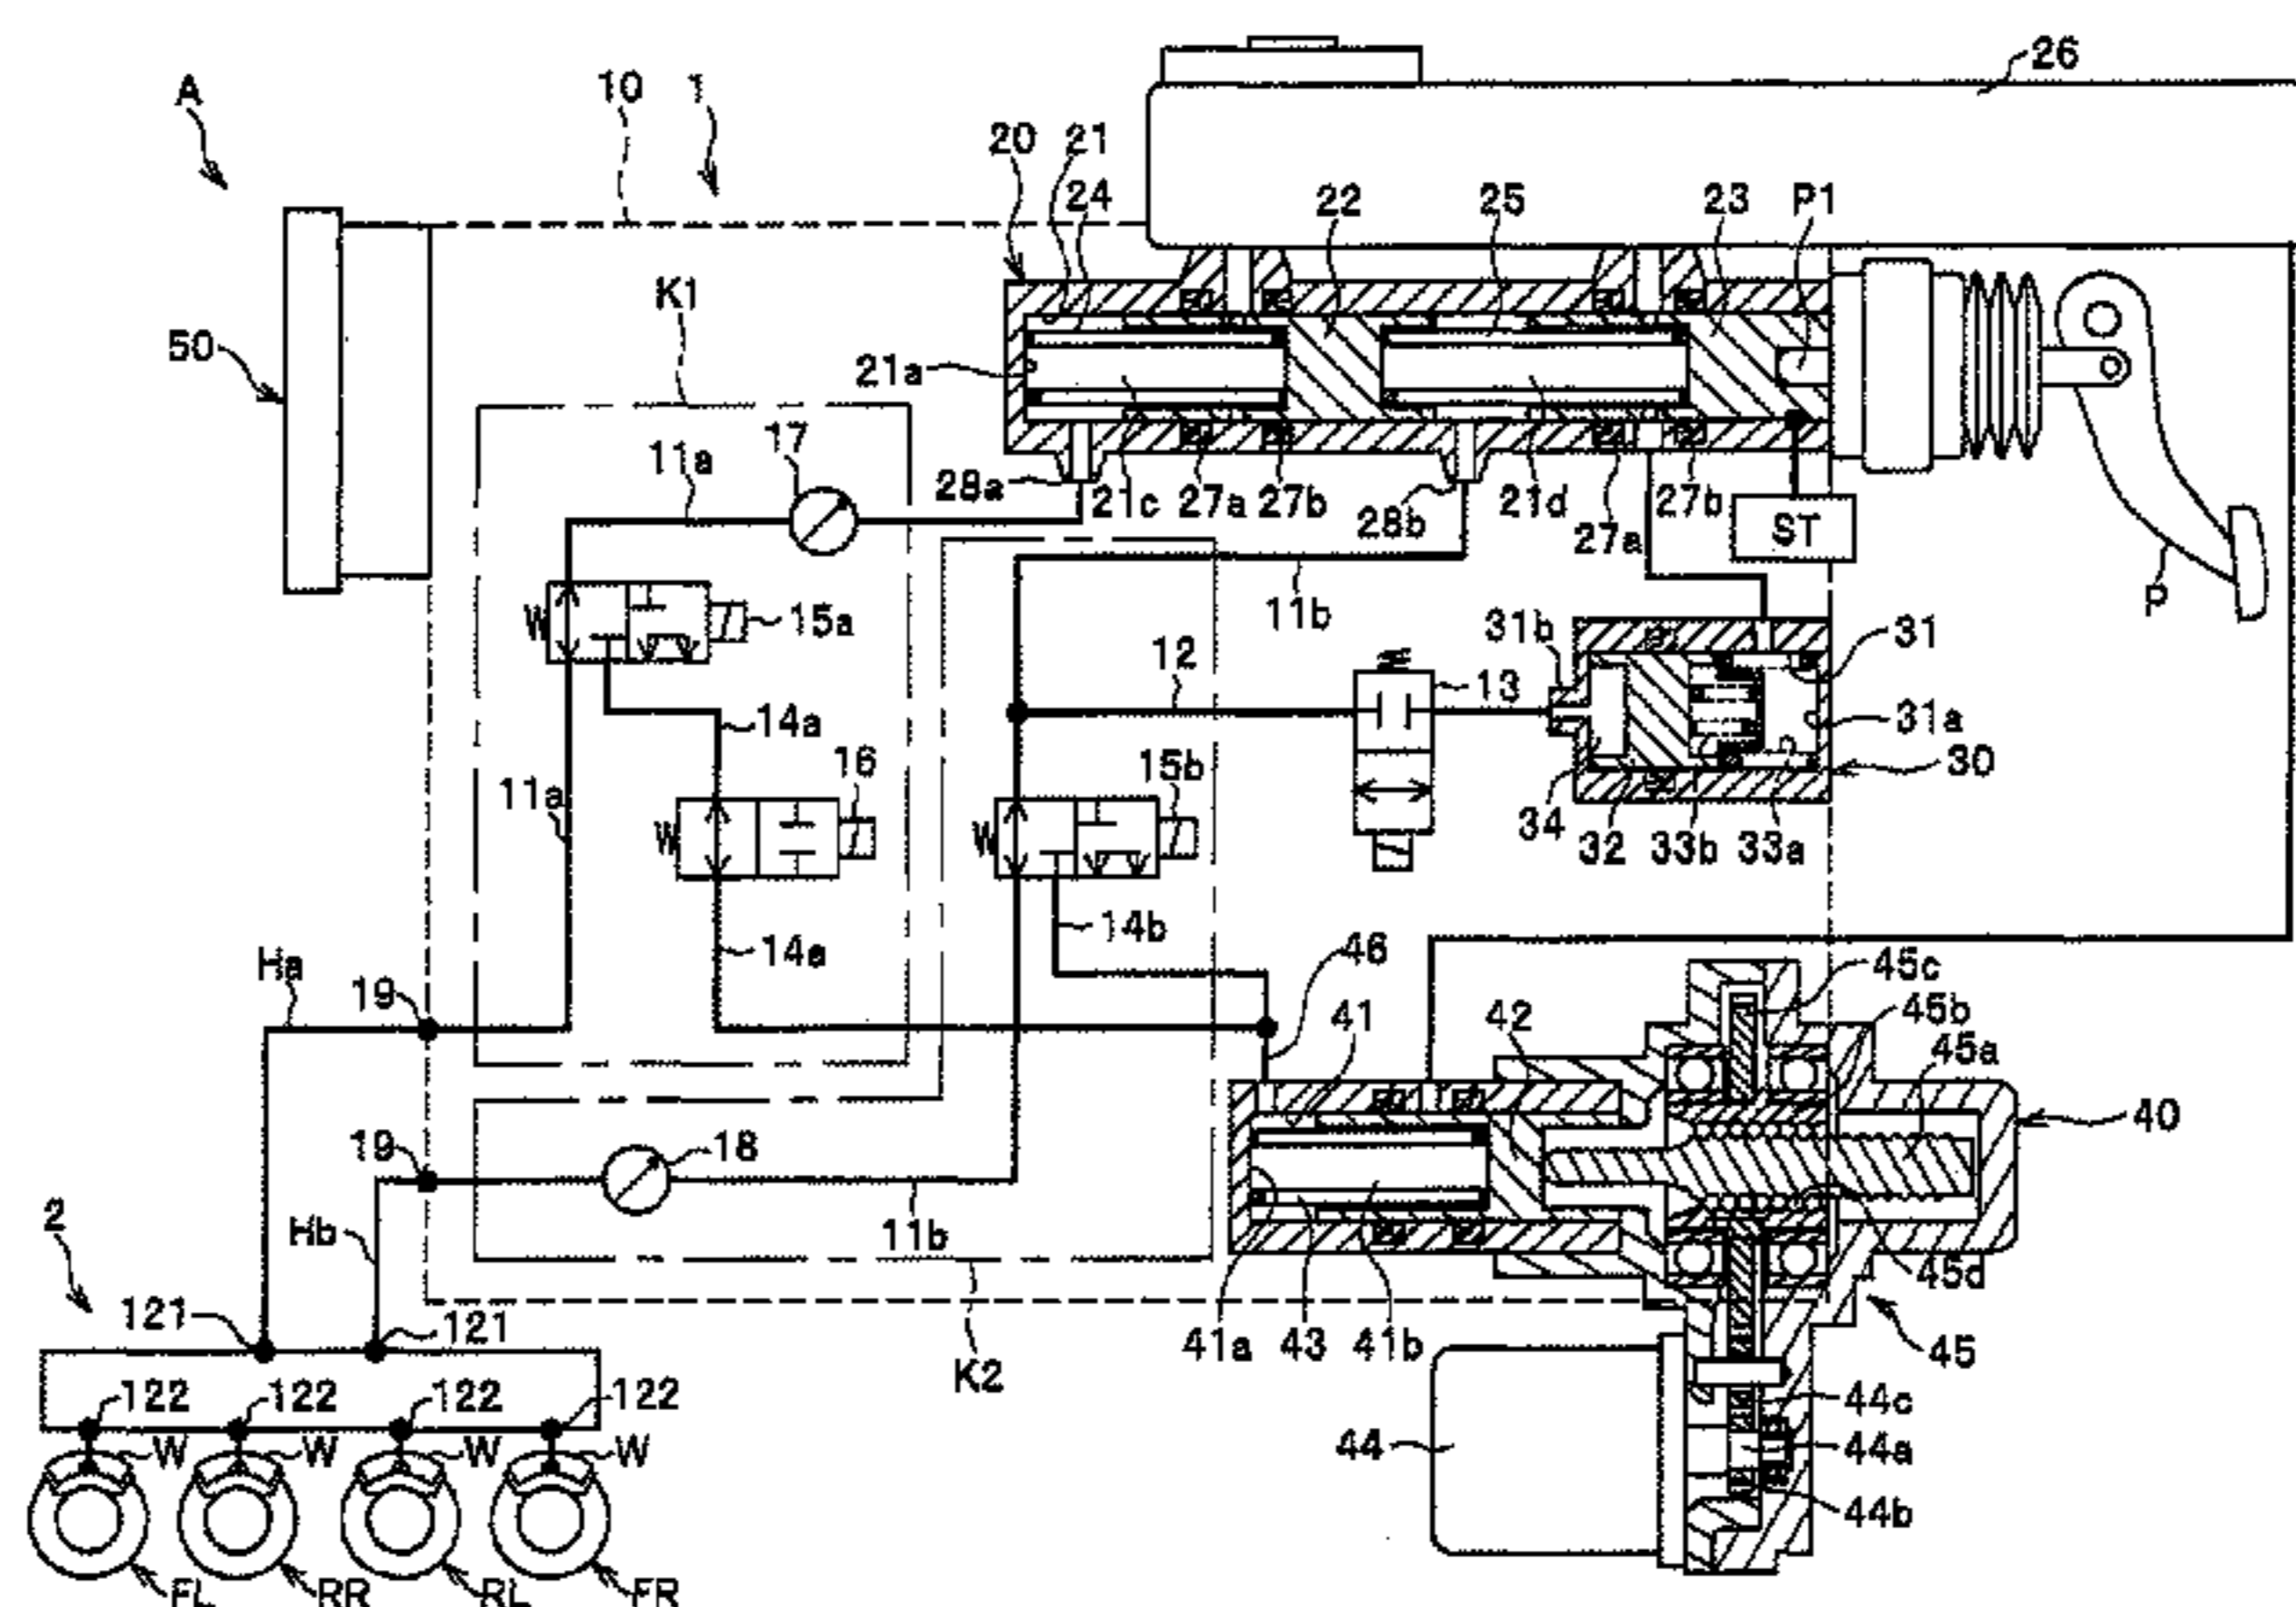 26
A
10
1
20
21
24
22
25
23
P1
K1
50
21a
17
11a
28a
21c
27a
27b
28b
21d
27a
27b
ST
P
11b
W
15a
31b
31
12
13
14a
31a
16
15b
30
11a
W
W
34
32
33b
33a
14b
14a
46
45c
Ha
19
45b
41
42
45a
40
19
18
2
Hb
11b
45d
121
121
41a
43
41b
45
K2
122
122
122
122
44c
44
44a
W
W
W
W
44b
FL
RR
RL
FR